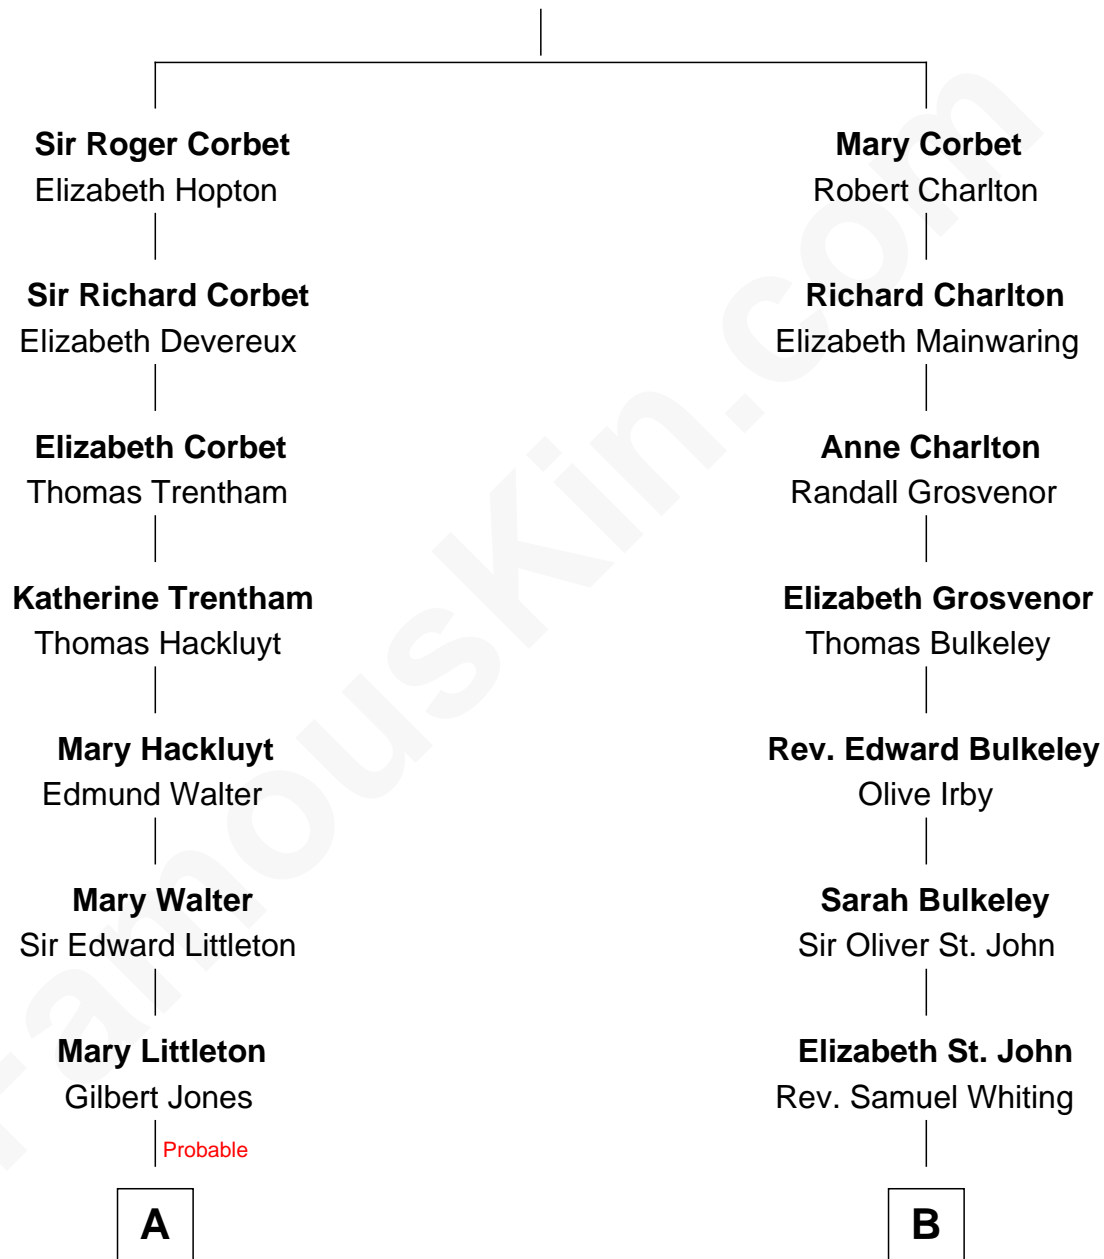 Sir Roger Corbet
Elizabeth Hopton
Sir Richard Corbet
Elizabeth Devereux
Elizabeth Corbet
Thomas Trentham
Katherine Trentham
Thomas Hackluyt
Mary Hackluyt
Edmund Walter
Mary Walter
Sir Edward Littleton
Mary Littleton
Gilbert Jones
Probable
A
Mary Corbet
Robert Charlton
Richard Charlton
Elizabeth Mainwaring
Anne Charlton
Randall Grosvenor
Elizabeth Grosvenor
Thomas Bulkeley
Rev. Edward Bulkeley
Olive Irby
Sarah Bulkeley
Sir Oliver St. John
Elizabeth St. John
Rev. Samuel Whiting
B
FamousKin.com